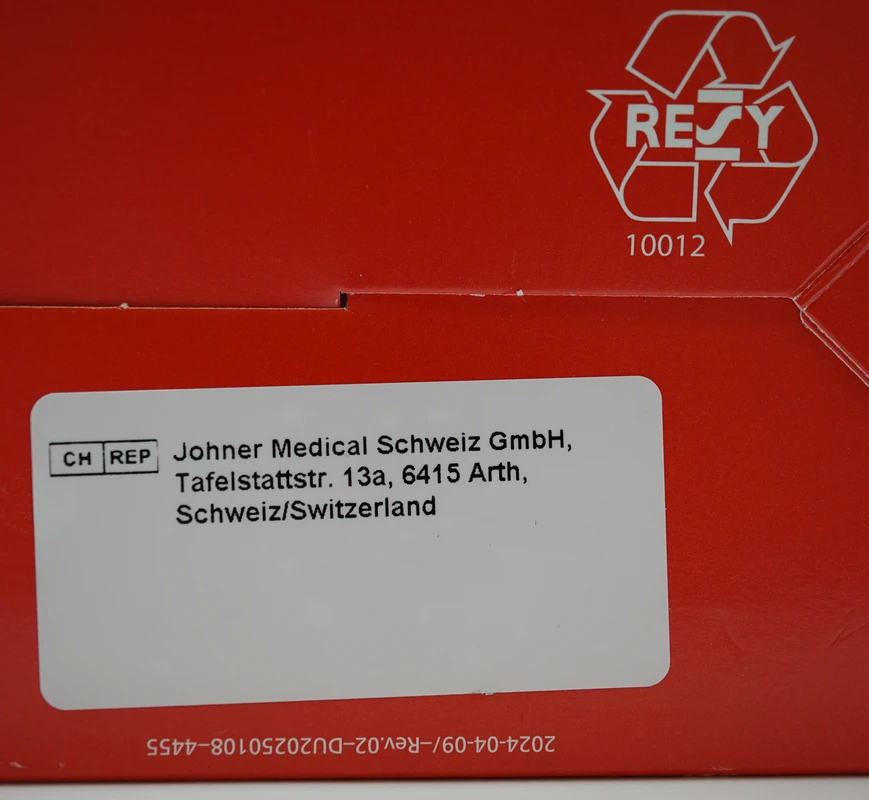 RESY
10012
CH REP
Johner Medical Schweiz GmbH,
Tafelstattstr. 13a, 6415 Arth,
Schweiz/Switzerland
2024-04-09/–Rev.02–DU20250108–4455